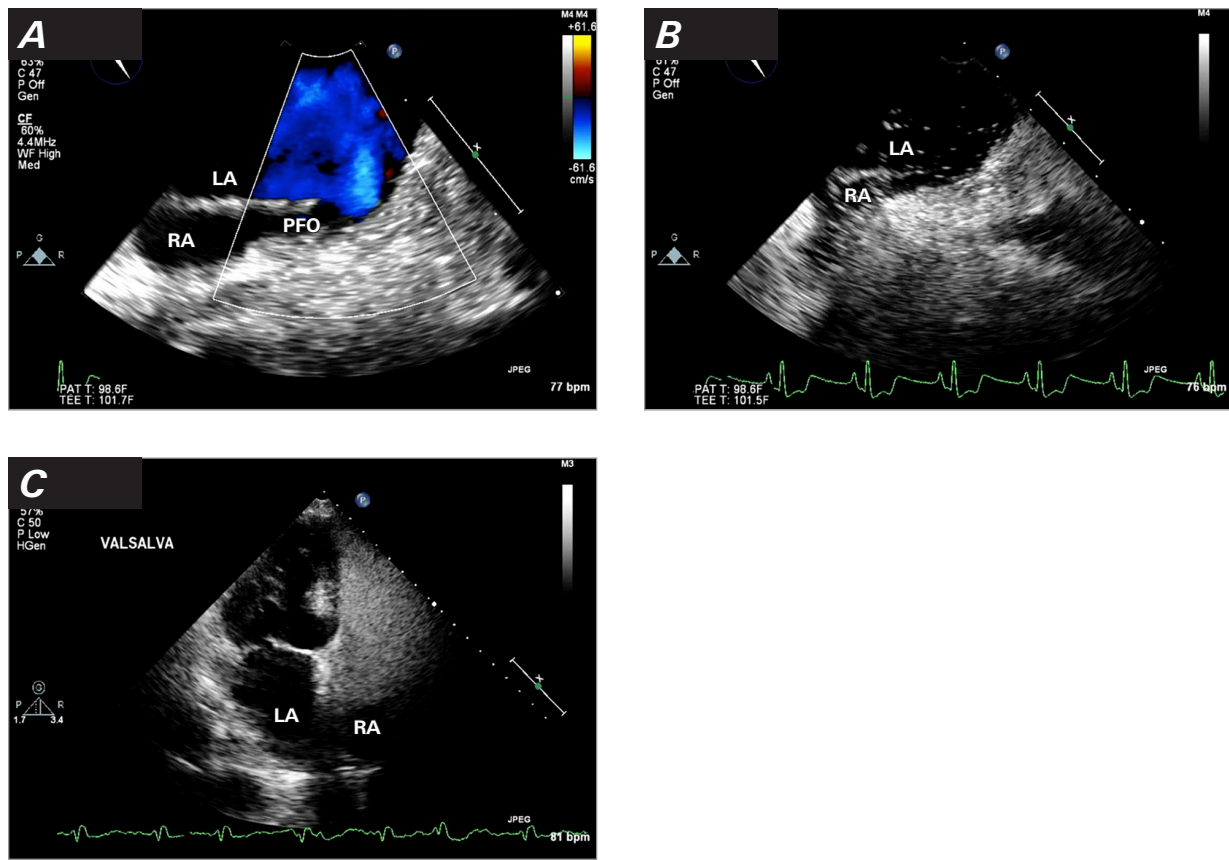 A
M4 M4
+61.6
63%
C 47
P Off
Gen
P
CF
60%
4.4MHz
WF High
Med
X
-61.6
cm/s
LA
PFO
RA
G
P R
JPEG
77 bpm
PAT T: 98.6F
TEE T: 101.7F
B
M4
61%
C 47
P Off
Gen
P
X
LA
RA
G
P R
JPEG
76 bpm
PAT T: 98.6F
TEE T: 101.5F
C
M3
57%
C 50
P Low
HGen
P
VALSALVA
X
G
P R
1.7 3.4
LA
RA
JPEG
81 bpm